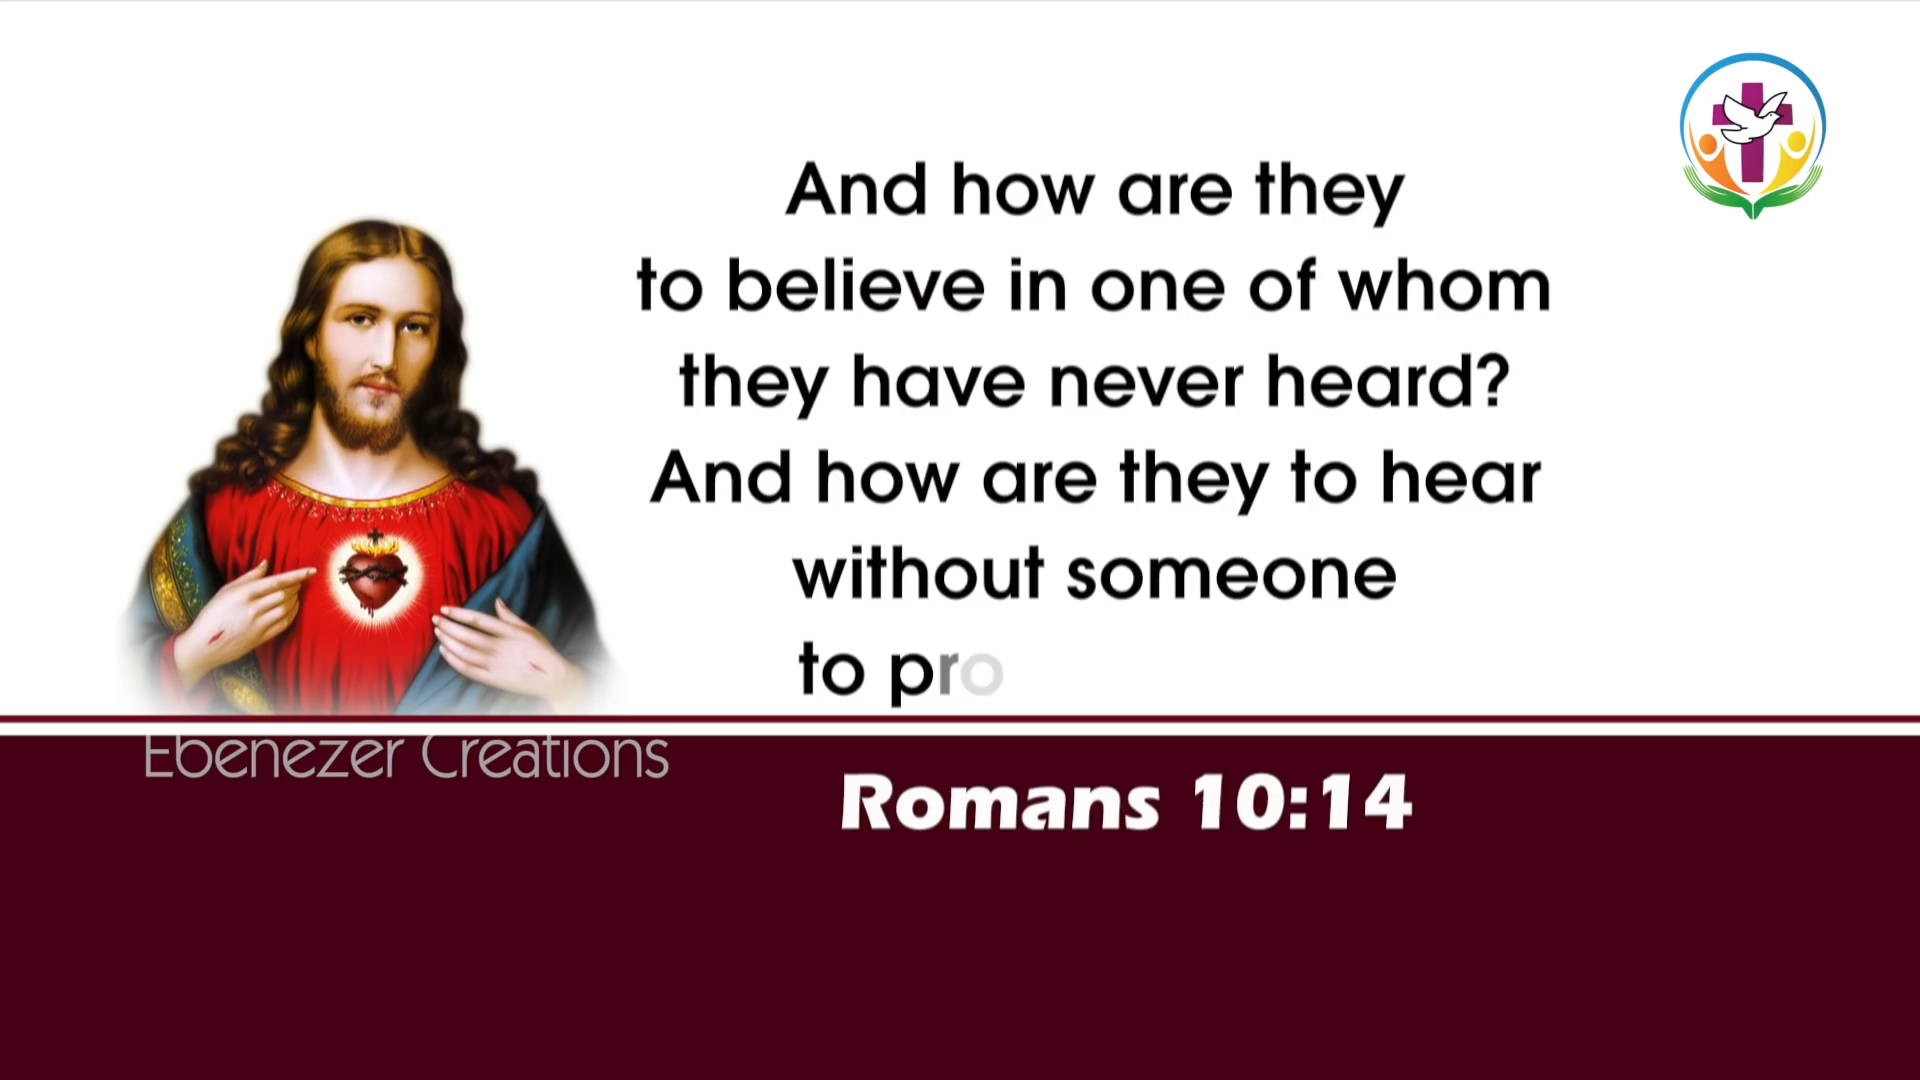 And how are they
to believe in one of whom
they have never heard?
And how are they to hear
without someone
to pro
Ebenezer Creations
Romans 10:14